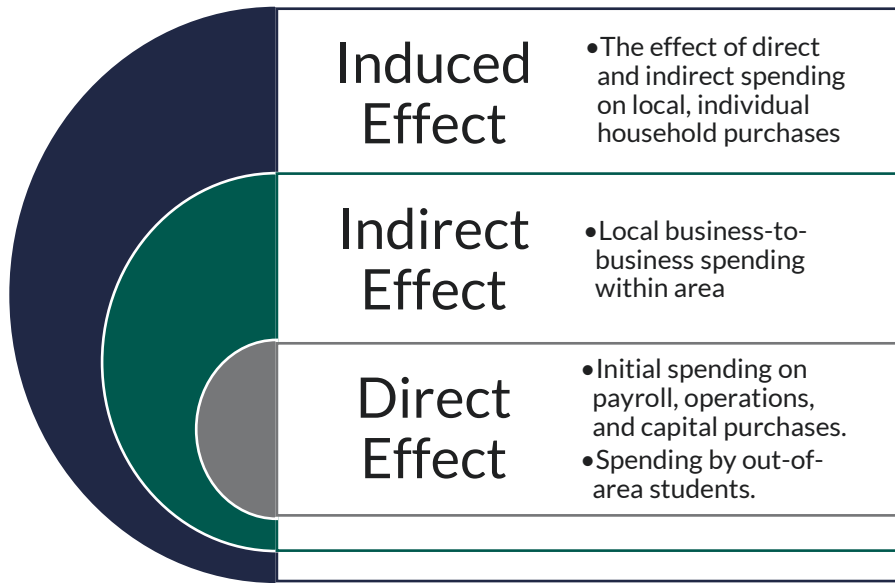 Induced
Effect
•The effect of direct
and indirect spending
on local, individual
household purchases
Indirect
Effect
•Local business-to-
business spending
within area
Direct
Effect
•Initial spending on
payroll, operations,
and capital purchases.
•Spending by out-of-
area students.